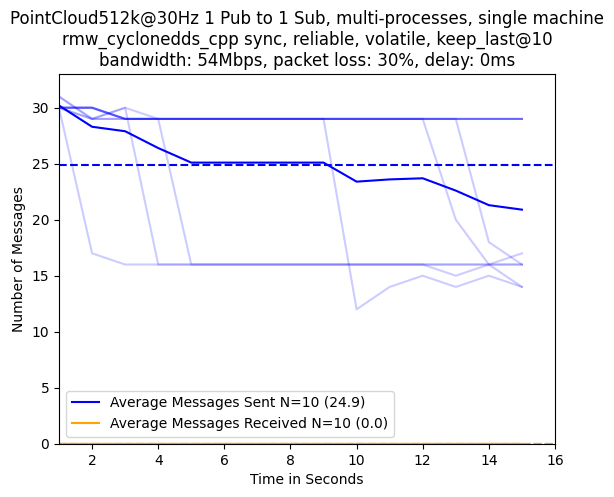 PointCloud512k@30Hz 1 Pub to 1 Sub, multi-processes, single machine
rmw_cyclonedds_cpp sync, reliable, volatile, keep_last@10
bandwidth: 54Mbps, packet loss: 30%, delay: 0ms
30
25
20
15
10
5
0
Number of Messages
Average Messages Sent N=10 (24.9)
Average Messages Received N=10 (0.0)
2 4 6 8 10 12 14 16
Time in Seconds